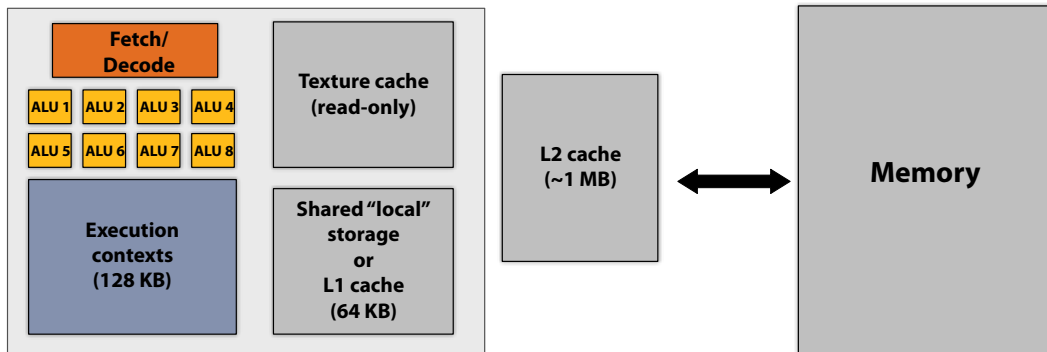 Fetch/
Decode
ALU 1
ALU 2
ALU 3
ALU 4
ALU 5
ALU 6
ALU 7
ALU 8
Execution
contexts
(128 KB)
Texture cache
(read-only)
Shared “local”
storage
or
L1 cache
(64 KB)
L2 cache
(~1 MB)
Memory